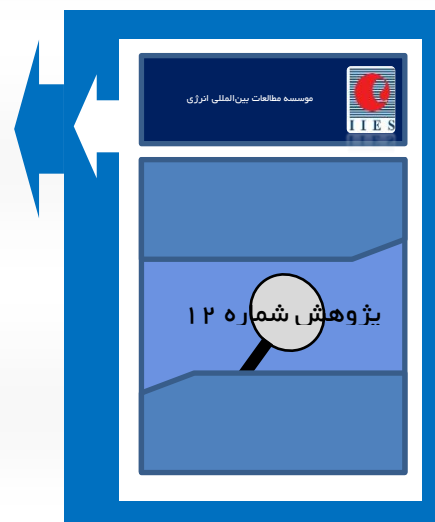 موسسه مطالعات بین‌المللی انرژی
IIES
پژوهش شماره ۱۲